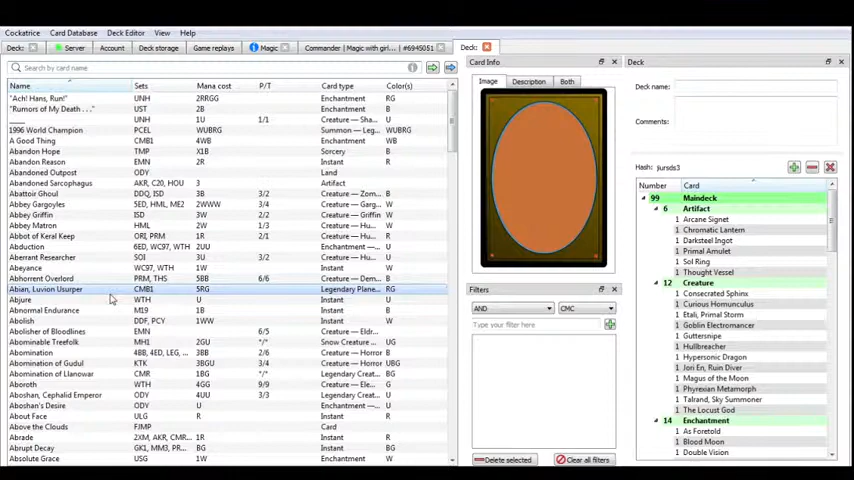 Cockatrice Card Database Deck Editor View Help
Deck: Server Account Deck storage Game replays Magic Commander | Magic with girl... | #6945051 Deck:
Search by card name
Name Sets Mana cost P/T Card type Color(s)
"Ach! Hans, Run!" UNH 2RRGG Enchantment RG
"Rumors of My Death . . ." UST 2B Enchantment B
_____ UNH 1U 1/1 Creature — Sha... U
1996 World Champion PCEL WUBRG Summon — Leg... WUBRG
A Good Thing CMB1 4WB Enchantment WB
Abandon Hope TMP X1B Sorcery B
Abandon Reason EMN 2R Instant R
Abandoned Outpost ODY Land
Abandoned Sarcophagus AKR, C20, HOU 3 Artifact
Abattoir Ghoul DDQ, ISD 3B 3/2 Creature — Zom... B
Abbey Gargoyles 5ED, HML, ME2 2WWW 3/4 Creature — Garg... W
Abbey Griffin ISD 3W 2/2 Creature — Griffin W
Abbey Matron HML 2W 1/3 Creature — Hu... W
Abbot of Keral Keep ORI, PRM 1R 2/1 Creature — Hu... R
Abduction 6ED, WC97, WTH 2UU Enchantment — ... U
Aberrant Researcher SOI 3U 3/2 Creature — Hu... U
Abeyance WC97, WTH 1W Instant W
Abhorrent Overlord PRM, THS 5BB 6/6 Creature — Dem... B
Abian, Luvion Usurper CMB1 5RG Legendary Plane... RG
Abjure WTH U Instant U
Abnormal Endurance M19 1B Instant B
Abolish DDF, PCY 1WW Instant W
Abolisher of Bloodlines EMN 6/5 Creature — Eldr...
Abominable Treefolk MH1 2GU */* Snow Creature ... UG
Abomination 4BB, 4ED, LEG, ... 3BB 2/6 Creature — Horror B
Abomination of Gudul KTK 3BGU 3/4 Creature — Horror UBG
Abomination of Llanowar CMR 1BG */* Legendary Creat... BG
Aboroth WTH 4GG 9/9 Creature — Ele... G
Aboshan, Cephalid Emperor ODY 4UU 3/3 Legendary Creat... U
Aboshan's Desire ODY U Enchantment — ... U
About Face ULG R Instant R
Above the Clouds FJMP Card
Abrade 2XM, AKR, CMR... 1R Instant R
Abrupt Decay GK1, MM3, PR... BG Instant BG
Absolute Grace USG 1W Enchantment W
Card Info
Image Description Both
Filters
AND CMC
Type your filter here
Delete selected Clear all filters
Deck
Deck name:
Comments:
Hash: jiursds3
Number Card
99 Maindeck
6 Artifact
1 Arcane Signet
1 Chromatic Lantern
1 Darksteel Ingot
1 Primal Amulet
1 Sol Ring
1 Thought Vessel
12 Creature
1 Consecrated Sphinx
1 Curious Homunculus
1 Etali, Primal Storm
1 Goblin Electromancer
1 Guttersnipe
1 Hullbreacher
1 Hypersonic Dragon
1 Jori En, Ruin Diver
1 Magus of the Moon
1 Phyrexian Metamorph
1 Talrand, Sky Summoner
1 The Locust God
14 Enchantment
1 As Foretold
1 Blood Moon
1 Double Vision